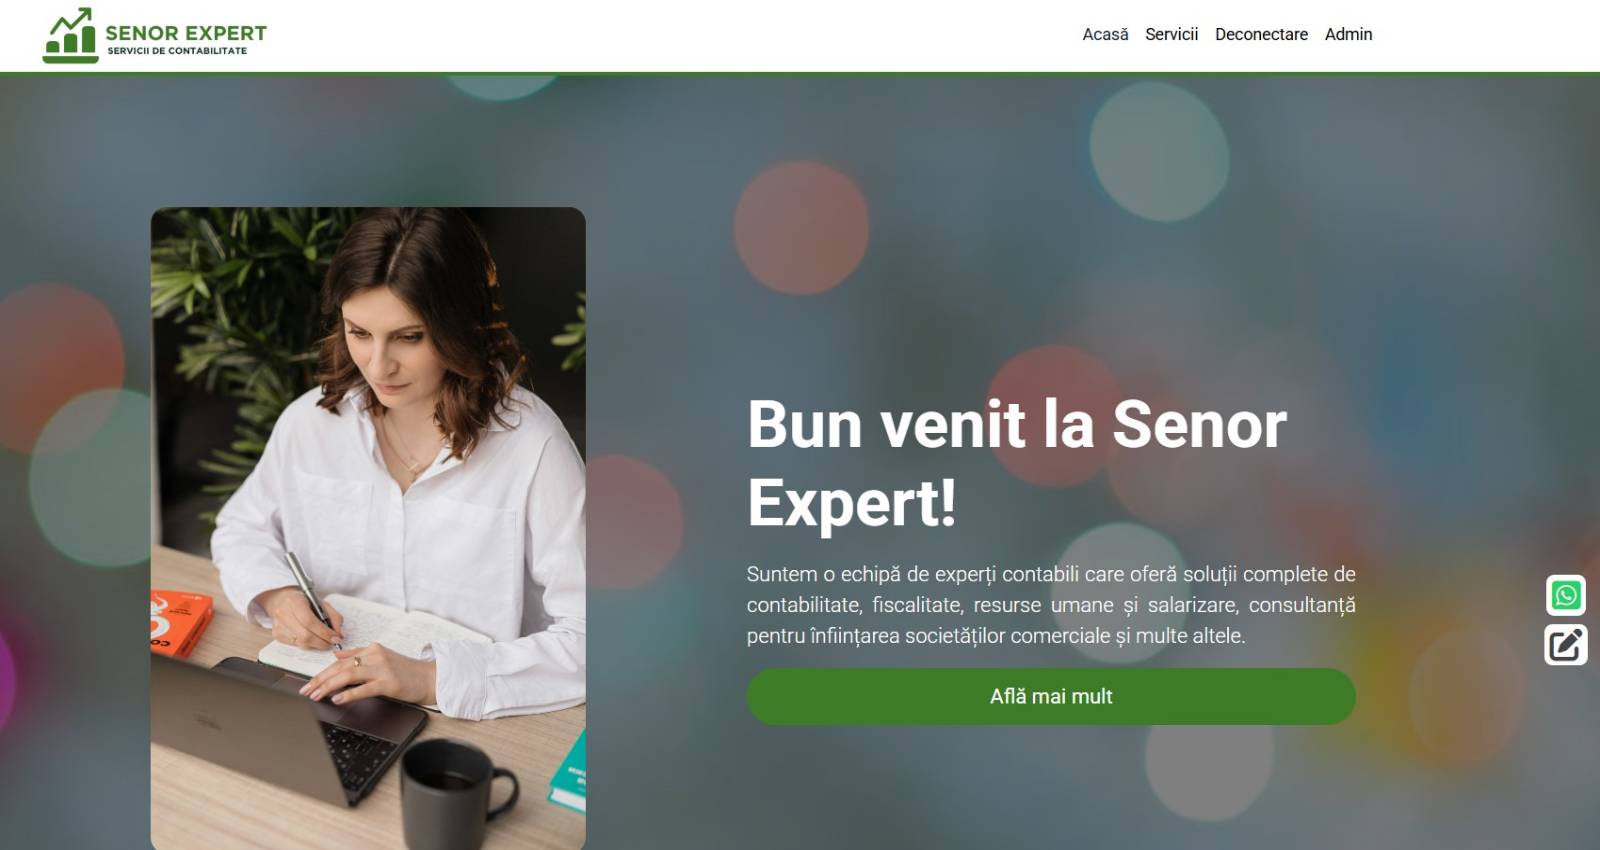 SENOR EXPERT
SERVICII DE CONTABILITATE
Acasă Servicii Deconectare Admin
Bun venit la Senor
Expert!
Suntem o echipă de experți contabili care oferă soluții complete de
contabilitate, fiscalitate, resurse umane și salarizare, consultanță
pentru înființarea societăților comerciale și multe altele.
Află mai mult